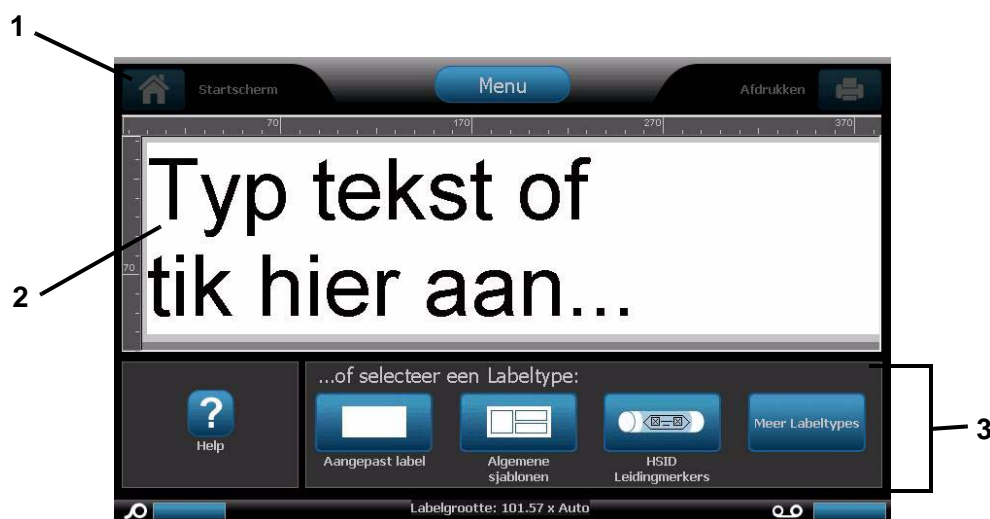 1
Startscherm
Menu
Afdrukken
70
170
270
370
Typ tekst of
70
tik hier aan...
2
...of selecteer een Labeltype:
?
Help
Aangepast label
Algemene
sjablonen
HSID
Leidingmerkers
Meer Labeltypes
3
Labelgrootte: 101.57 x Auto